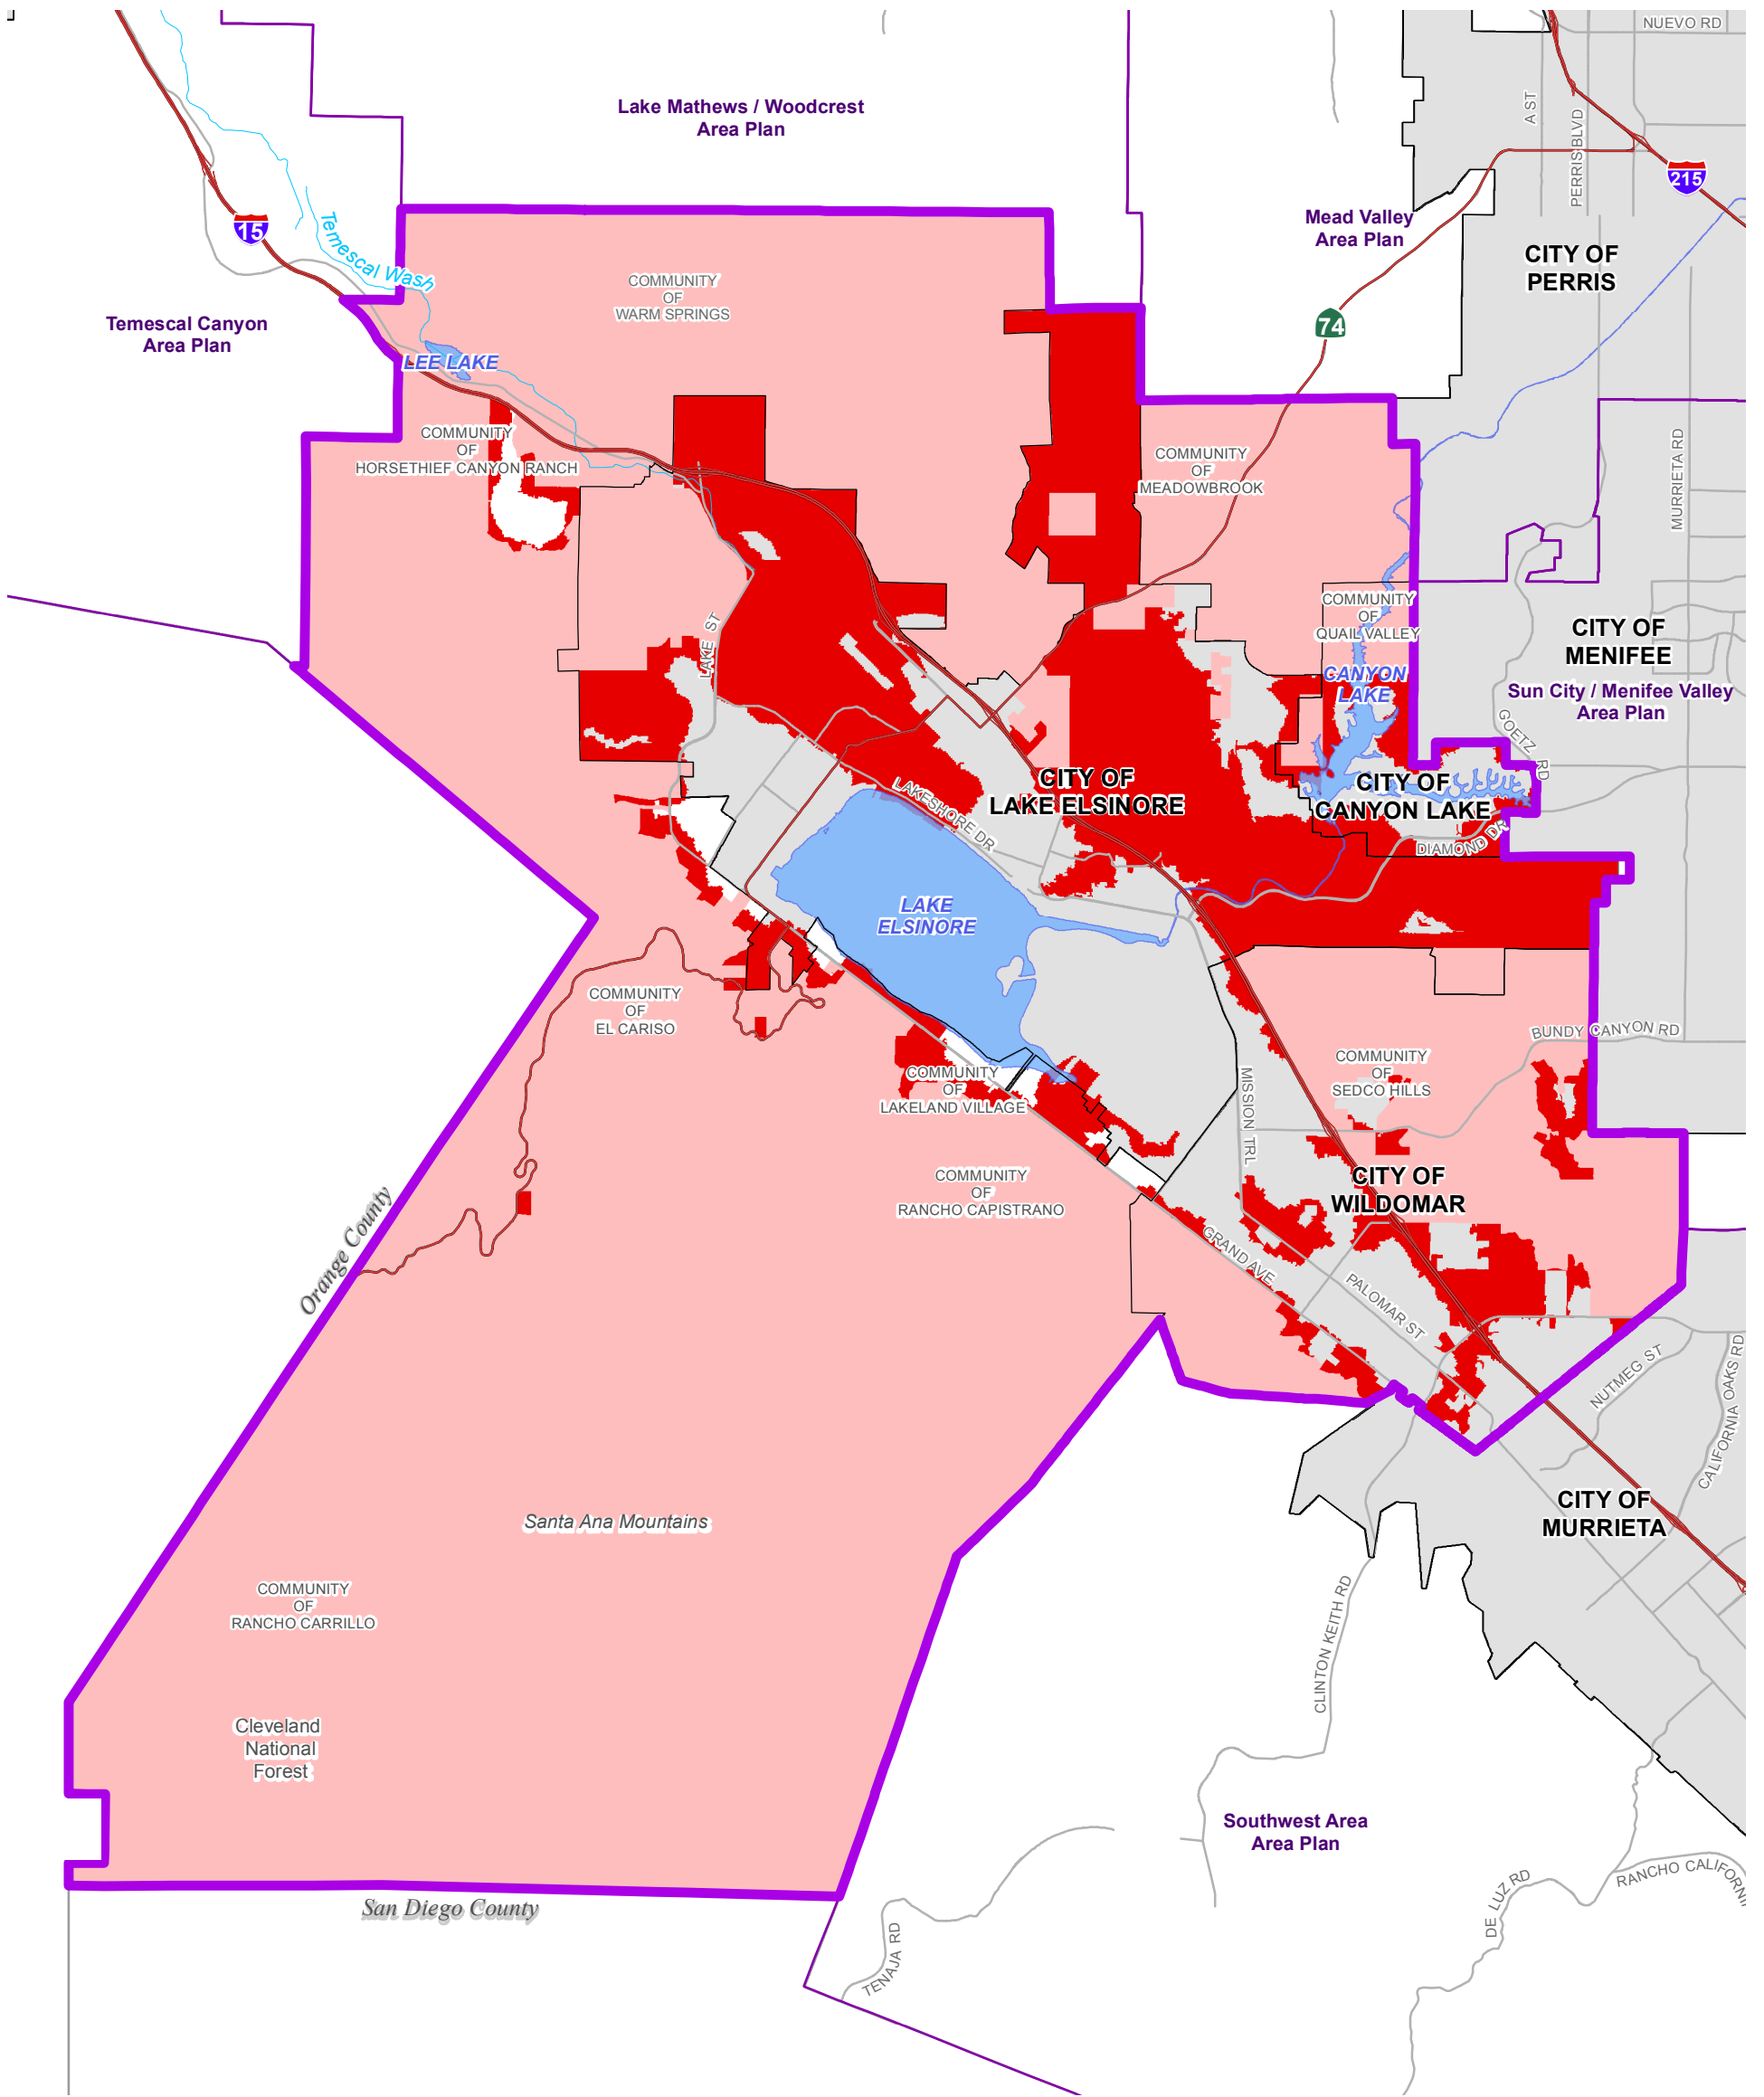 NUEVO RD
Lake Mathews / Woodcrest
Area Plan
A ST
PERRIS BLVD
215
15
Temescal Wash
Mead Valley
Area Plan
CITY OF
PERRIS
COMMUNITY
OF
WARM SPRINGS
Temescal Canyon
Area Plan
74
LEE LAKE
COMMUNITY
OF
HORSETHIEF CANYON RANCH
COMMUNITY
OF
MEADOWBROOK
MURRIETA RD
COMMUNITY
OF
QUAIL VALLEY
CITY OF
MENIFEE
LAKE ST
CANYON
LAKE
Sun City / Menifee Valley
Area Plan
GOETZ RD
CITY OF
LAKE ELSINORE
CITY OF
CANYON LAKE
LAKESHORE DR
DIAMOND DR
LAKE
ELSINORE
COMMUNITY
OF
EL CARISO
BUNDY CANYON RD
COMMUNITY
OF
SEDCO HILLS
COMMUNITY
OF
LAKELAND VILLAGE
MISSION TRL
COMMUNITY
OF
RANCHO CAPISTRANO
CITY OF
WILDOMAR
Orange County
GRAND AVE
PALOMAR ST
NUTMEG ST
CALIFORNIA OAKS RD
CITY OF
MURRIETA
Santa Ana Mountains
COMMUNITY
OF
RANCHO CARRILLO
CLINTON KEITH RD
Cleveland
National
Forest
Southwest Area
Area Plan
San Diego County
TENAJA RD
DE LUZ RD
RANCHO CALIFORNI